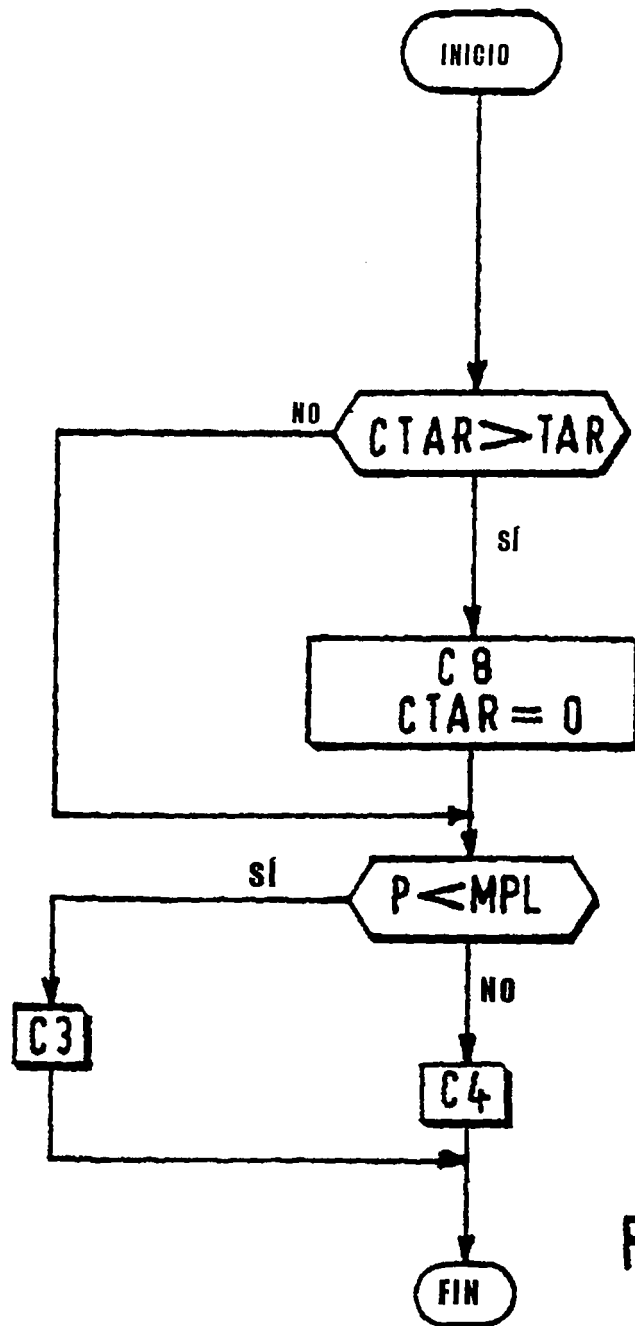 INICIO
NO
CTAR>TAR
SÍ
C8
CTAR = 0
SÍ
P<MPL
NO
C3
C4
FIN